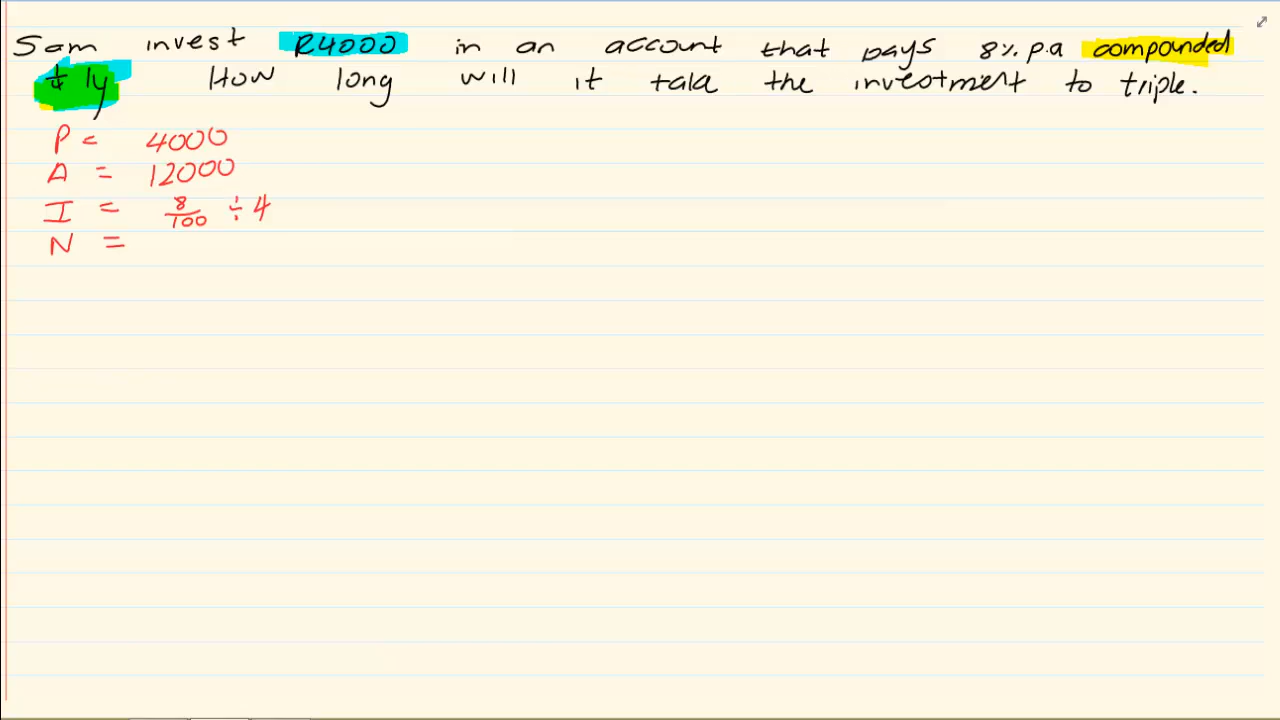 Sam invest R4000 in an account that pays 8% p.a compounded
¼ ly How long will it take the investment to triple.
P = 4000
A = 12000
I = 8/100 ÷ 4
N =